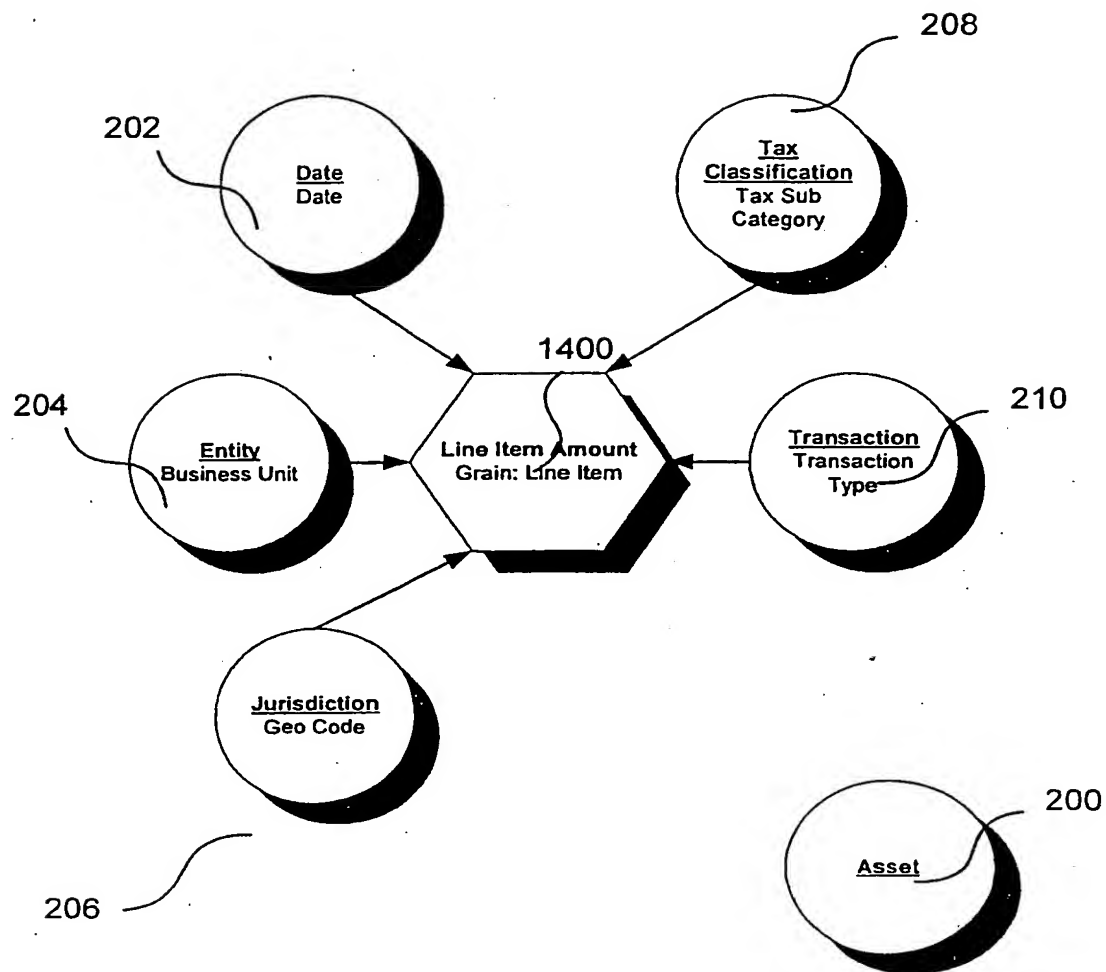 208
202
Date
Date
Tax
Classification
Tax Sub
Category
1400
204
Entity
Business Unit
Line Item Amount
Grain: Line Item
210
Transaction
Transaction
Type
Jurisdiction
Geo Code
206
200
Asset